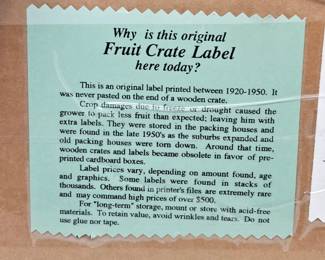 Why is this original
Fruit Crate Label
here today?
This is an original label printed between 1920-1950. It
was never pasted on the end of a wooden crate.
Crop damages due to freeze or drought caused the
grower to pack less fruit than expected; leaving him with
extra labels. They were stored in the packing houses and
were found in the late 1950's as the suburbs expanded and
old packing houses were torn down. Around that time,
wooden crates and labels became obsolete in favor of pre-
printed cardboard boxes.
Label prices vary, depending on amount found, age
and graphics. Some labels were found in stacks of
thousands. Others found in printer's files are extremely rare
and may command high prices of over $500.
For "long-term" storage, mount or store with acid-free
materials. To retain value, avoid wrinkles and tears. Do not
use glue nor tape.